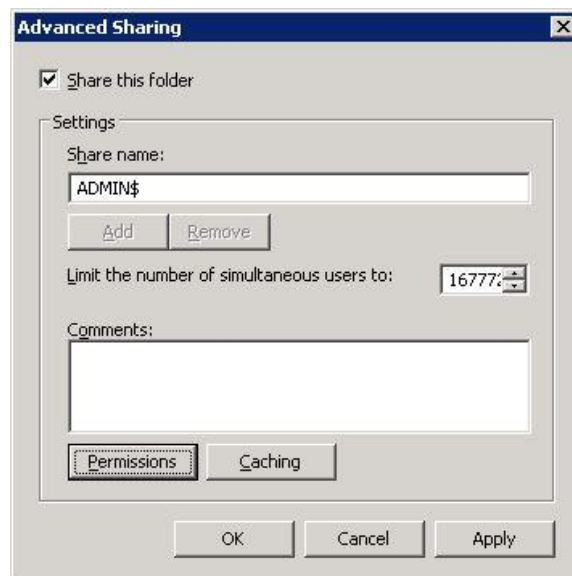 Advanced Sharing
Share this folder
Settings
Share name:
ADMIN$
Add Remove
Limit the number of simultaneous users to: 16777
Comments:
Permissions Caching
OK Cancel Apply